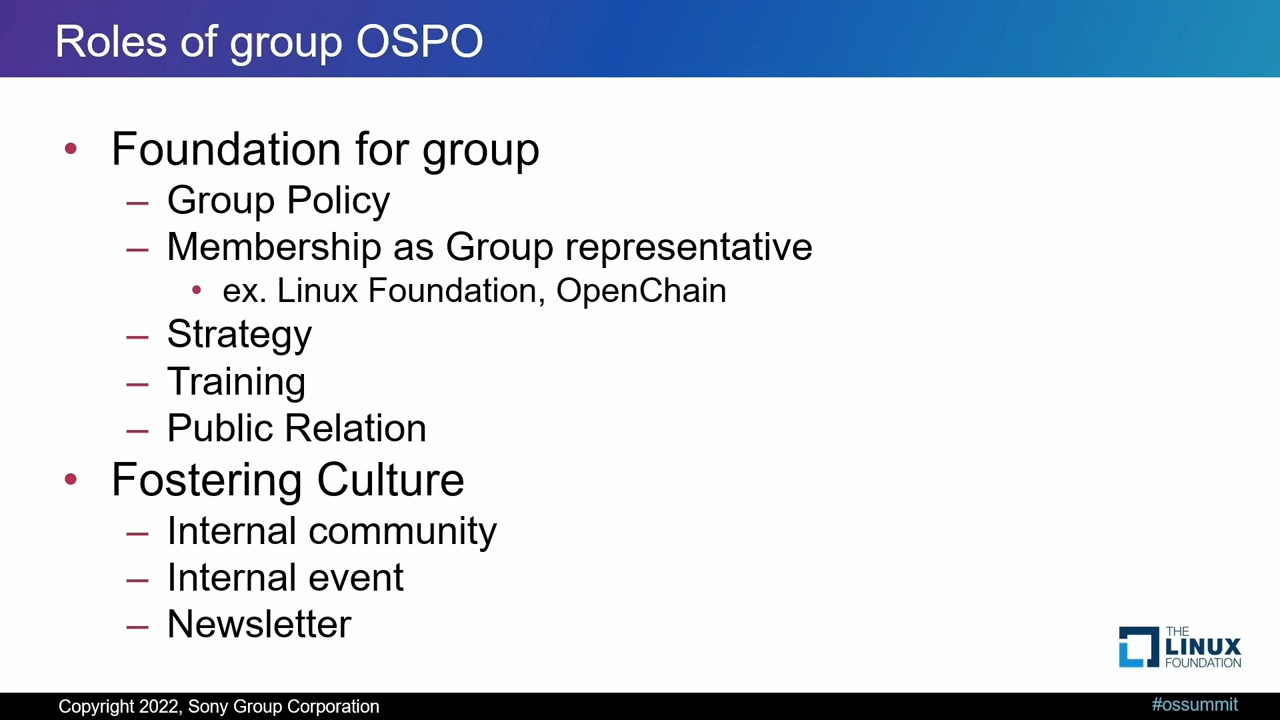 Roles of group OSPO
• Foundation for group
– Group Policy
– Membership as Group representative
• ex. Linux Foundation, OpenChain
– Strategy
– Training
– Public Relation
• Fostering Culture
– Internal community
– Internal event
– Newsletter
THE
LINUX
FOUNDATION
Copyright 2022, Sony Group Corporation
#ossummit